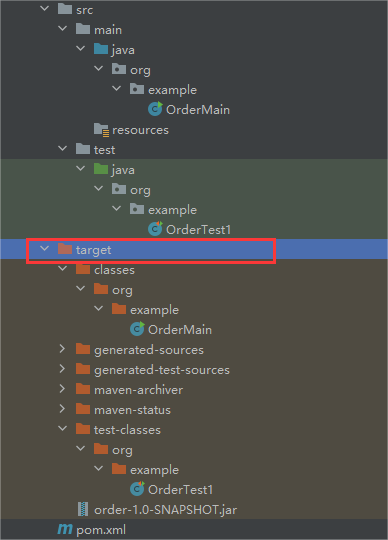 src
main
java
org
example
OrderMain
resources
test
java
org
example
OrderTest1
target
classes
org
example
OrderMain
generated-sources
generated-test-sources
maven-archiver
maven-status
test-classes
org
example
OrderTest1
order-1.0-SNAPSHOT.jar
pom.xml